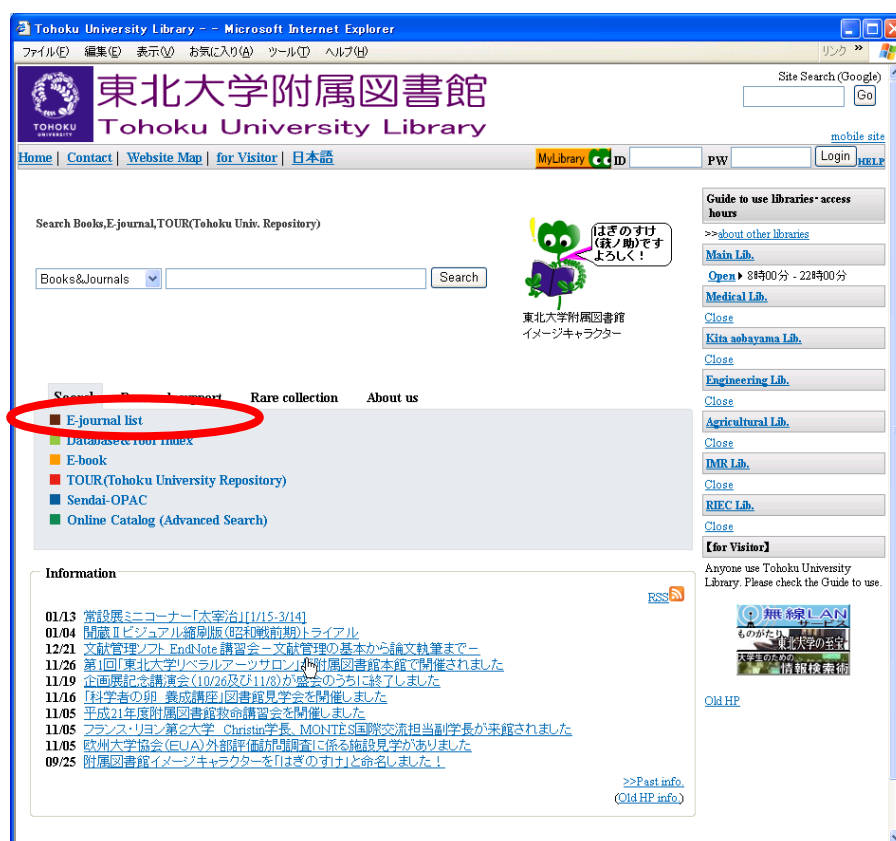 Tohoku University Library - - Microsoft Internet Explorer
ファイル(F) 編集(E) 表示(V) お気に入り(A) ツール(T) ヘルプ(H) リンク »
東北大学附属図書館
TOHOKU
UNIVERSITY
Tohoku University Library
Site Search (Google)
Go
mobile site
Home | Contact | Website Map | for Visitor | 日本語
MyLibrary ID PW Login HELP
Search Books,E-journal,TOUR(Tohoku Univ. Repository)
Books&Journals Search
はぎのすけ
(萩ノ助)です
よろしく!
東北大学附属図書館
イメージキャラクター
Search Rare collection About us
E-journal list
Database&Tool Index
E-book
TOUR(Tohoku University Repository)
Sendai-OPAC
Online Catalog (Advanced Search)
Information
RSS
01/13 常設展ミニコーナー「太宰治」[1/15-3/14]
01/04 聞蔵Ⅱビジュアル縮刷版(昭和戦前期)トライアル
12/21 文献管理ソフト EndNote 講習会-文献管理の基本から論文執筆まで-
11/26 第1回「東北大学リベラルアーツサロン」が附属図書館本館で開催されました
11/19 企画展記念講演会(10/26及び11/8)が盛会のうちに終了しました
11/16 「科学者の卵 養成講座」図書館見学会を開催しました
11/05 平成21年度附属図書館救命講習会を開催しました
11/05 フランス・リヨン第2大学 Christin学長、MONTÈS国際交流担当副学長が来館されました
11/05 欧州大学協会(EUA)外部評価訪問調査に係る施設見学がありました
09/25 附属図書館イメージキャラクターを「はぎのすけ」と命名しました!
>>Past info.
(Old HP info.)
Guide to use libraries・access
hours
>>about other libraries
Main Lib.
Open 8時00分 - 22時00分
Medical Lib.
Close
Kita aobayama Lib.
Close
Engineering Lib.
Close
Agricultural Lib.
Close
IMR Lib.
Close
RIEC Lib.
Close
【for Visitor】
Anyone use Tohoku University
Library. Please check the Guide to use.
無線LAN
サービス
ものがたり
東北大学の至宝
大学生のための
情報検索術
Old HP